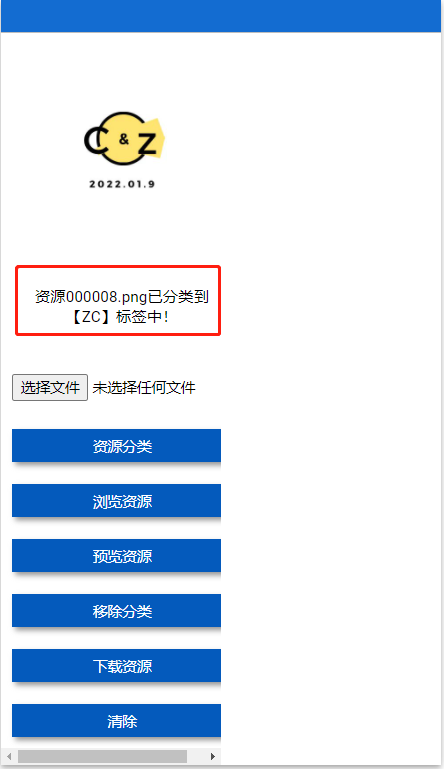 C & Z
2022.01.9
资源000008.png已分类到
【ZC】标签中！
选择文件 未选择任何文件
资源分类
浏览资源
预览资源
移除分类
下载资源
清除